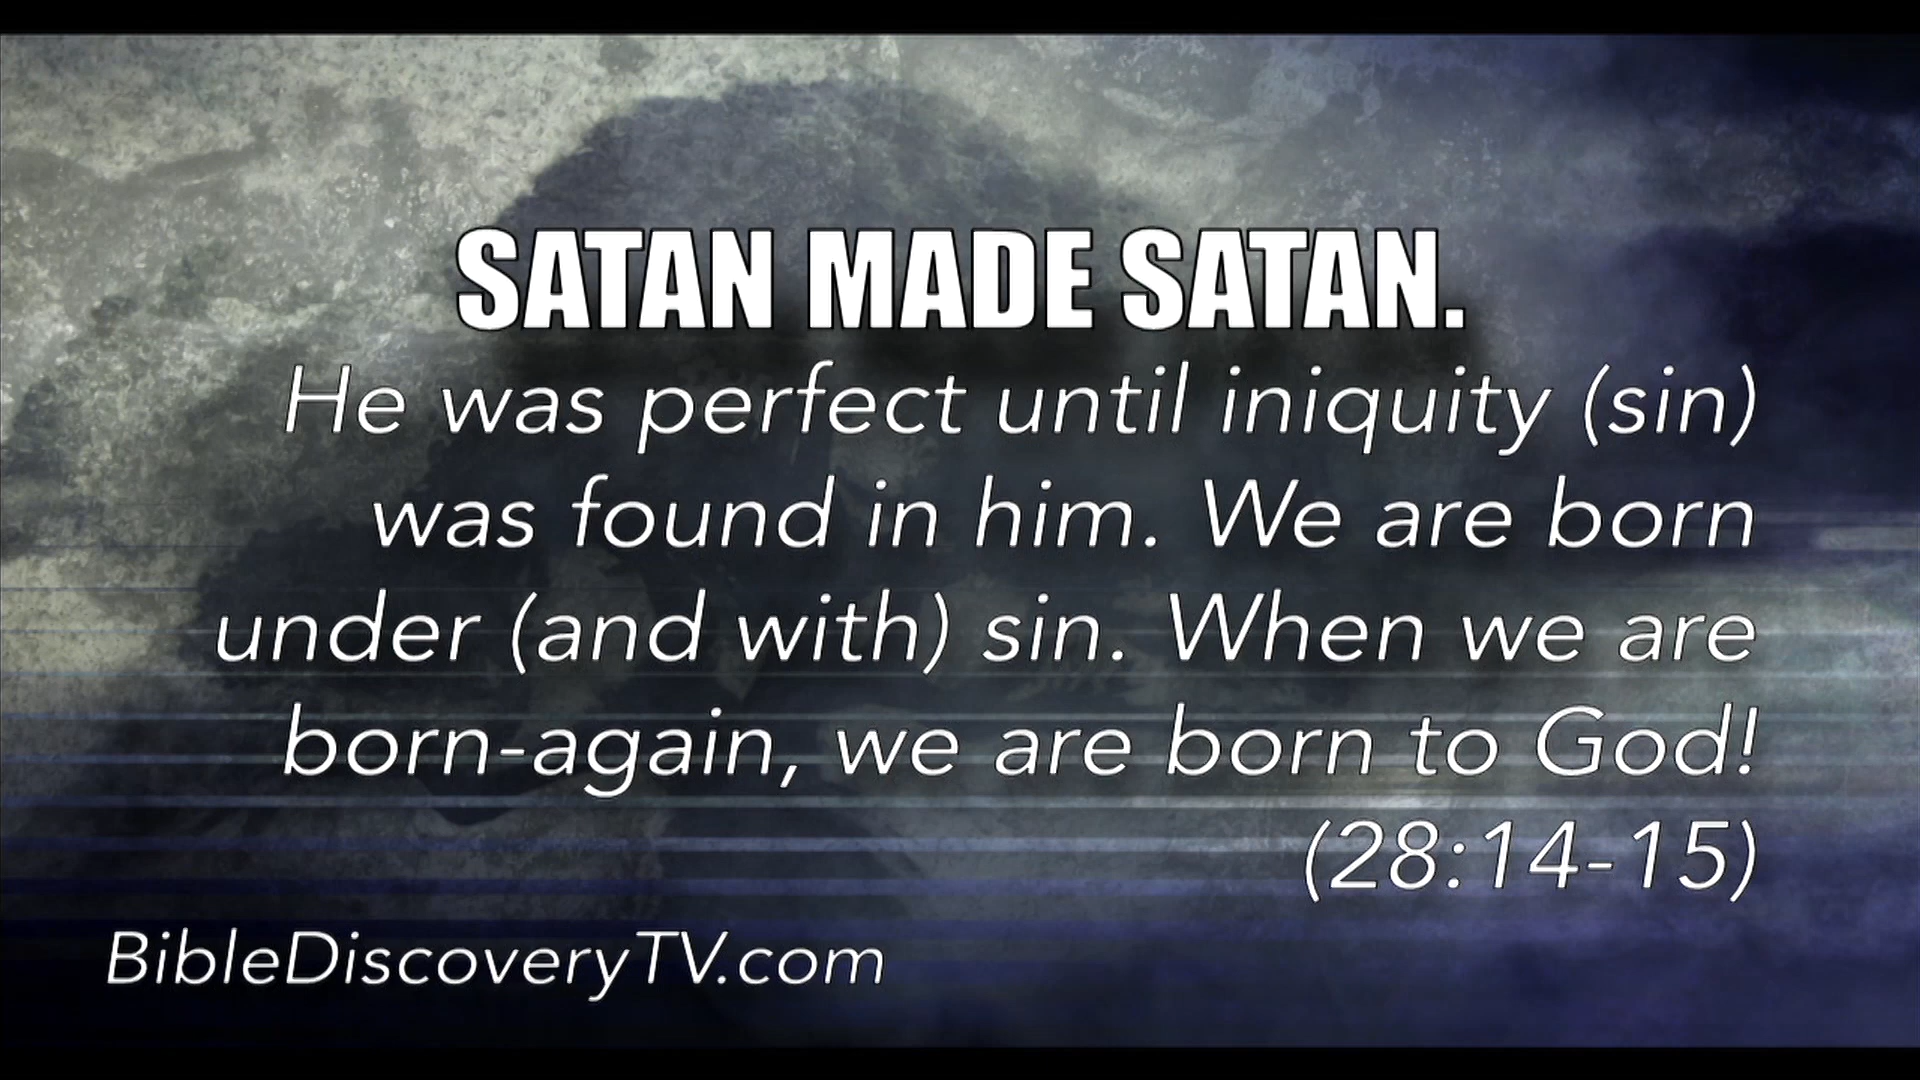 SATAN MADE SATAN.
He was perfect until iniquity (sin)
was found in him. We are born
under (and with) sin. When we are
born-again, we are born to God!
(28:14-15)
BibleDiscoveryTV.com